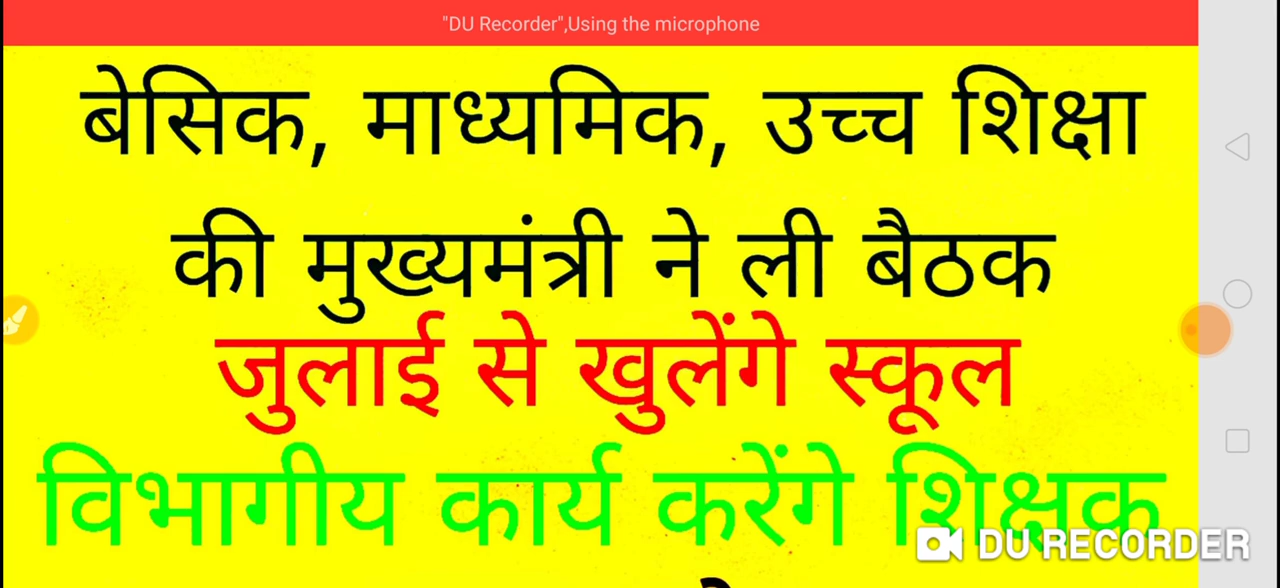 "DU Recorder",Using the microphone
बेसिक, माध्यमिक, उच्च शिक्षा
की मुख्यमंत्री ने ली बैठक
जुलाई से खुलेंगे स्कूल
विभागीय कार्य करेंगे शिक्षक
DU RECORDER